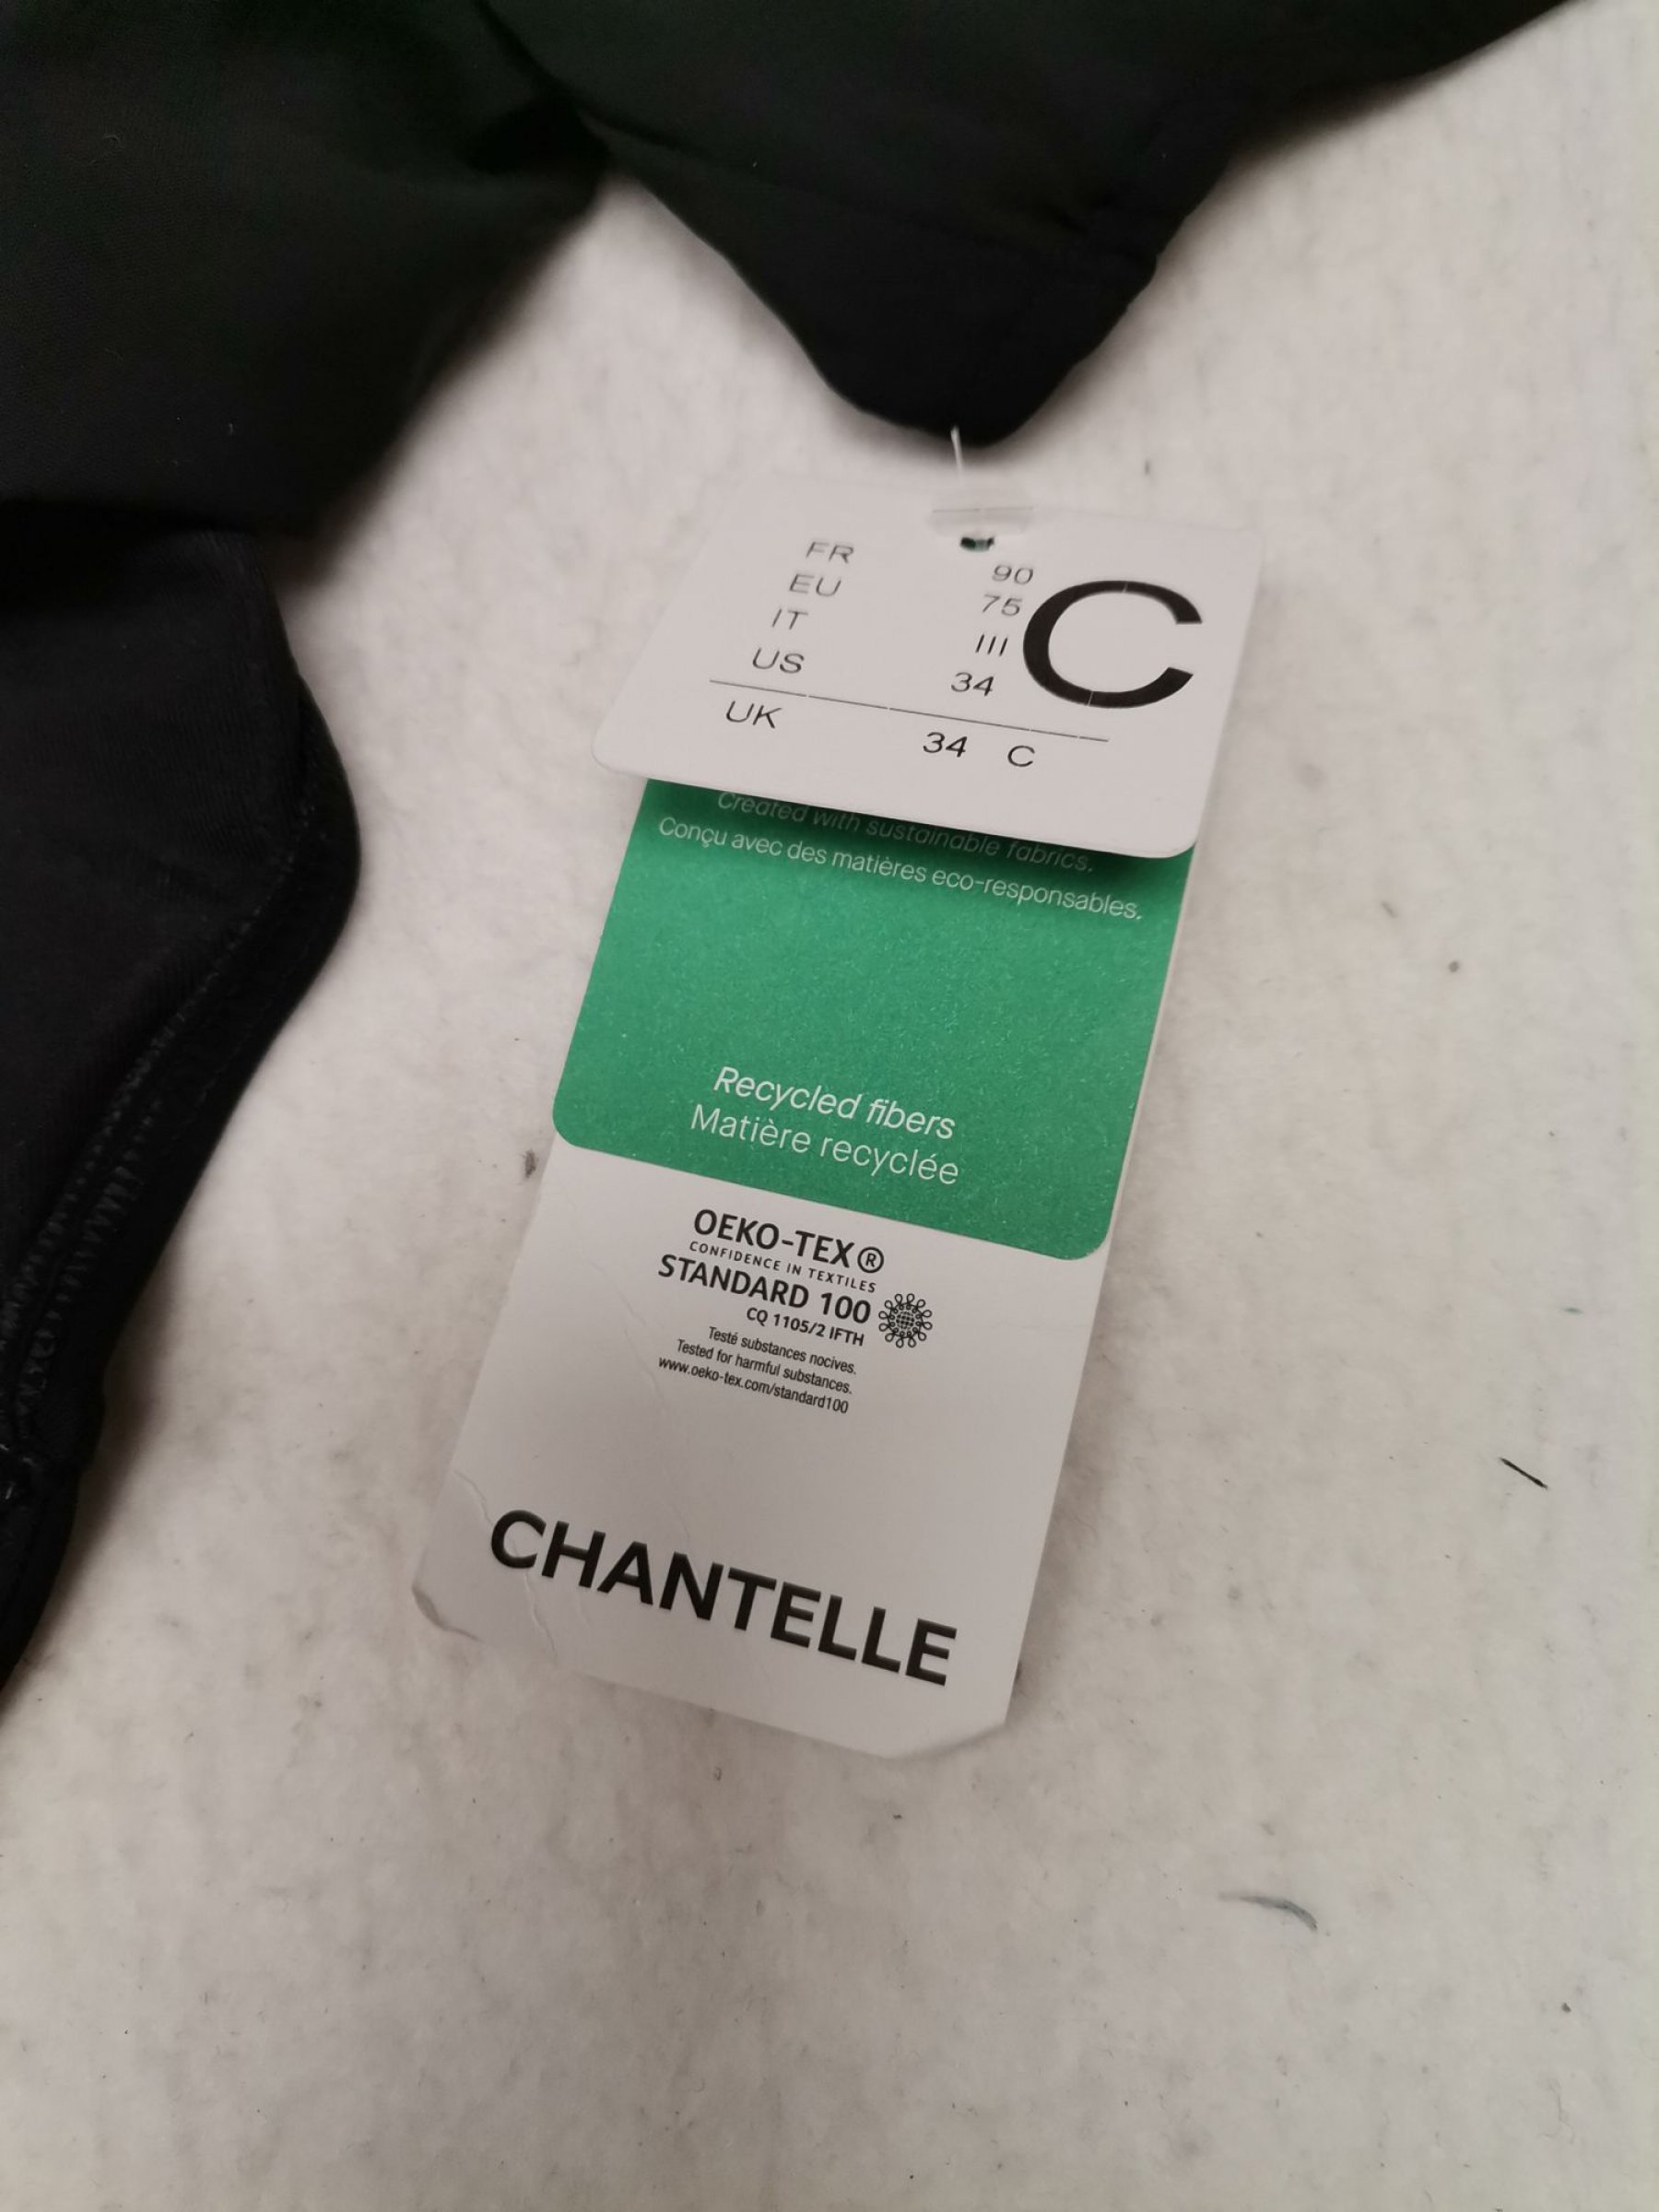 FR 90
EU 75
IT III
US 34
C
UK 34 C
Created with sustainable fabrics.
Conçu avec des matières eco-responsables.
Recycled fibers
Matière recyclée
OEKO-TEX®
CONFIDENCE IN TEXTILES
STANDARD 100
CQ 1105/2 IFTH
Testé substances nocives.
Tested for harmful substances.
www.oeko-tex.com/standard100
CHANTELLE